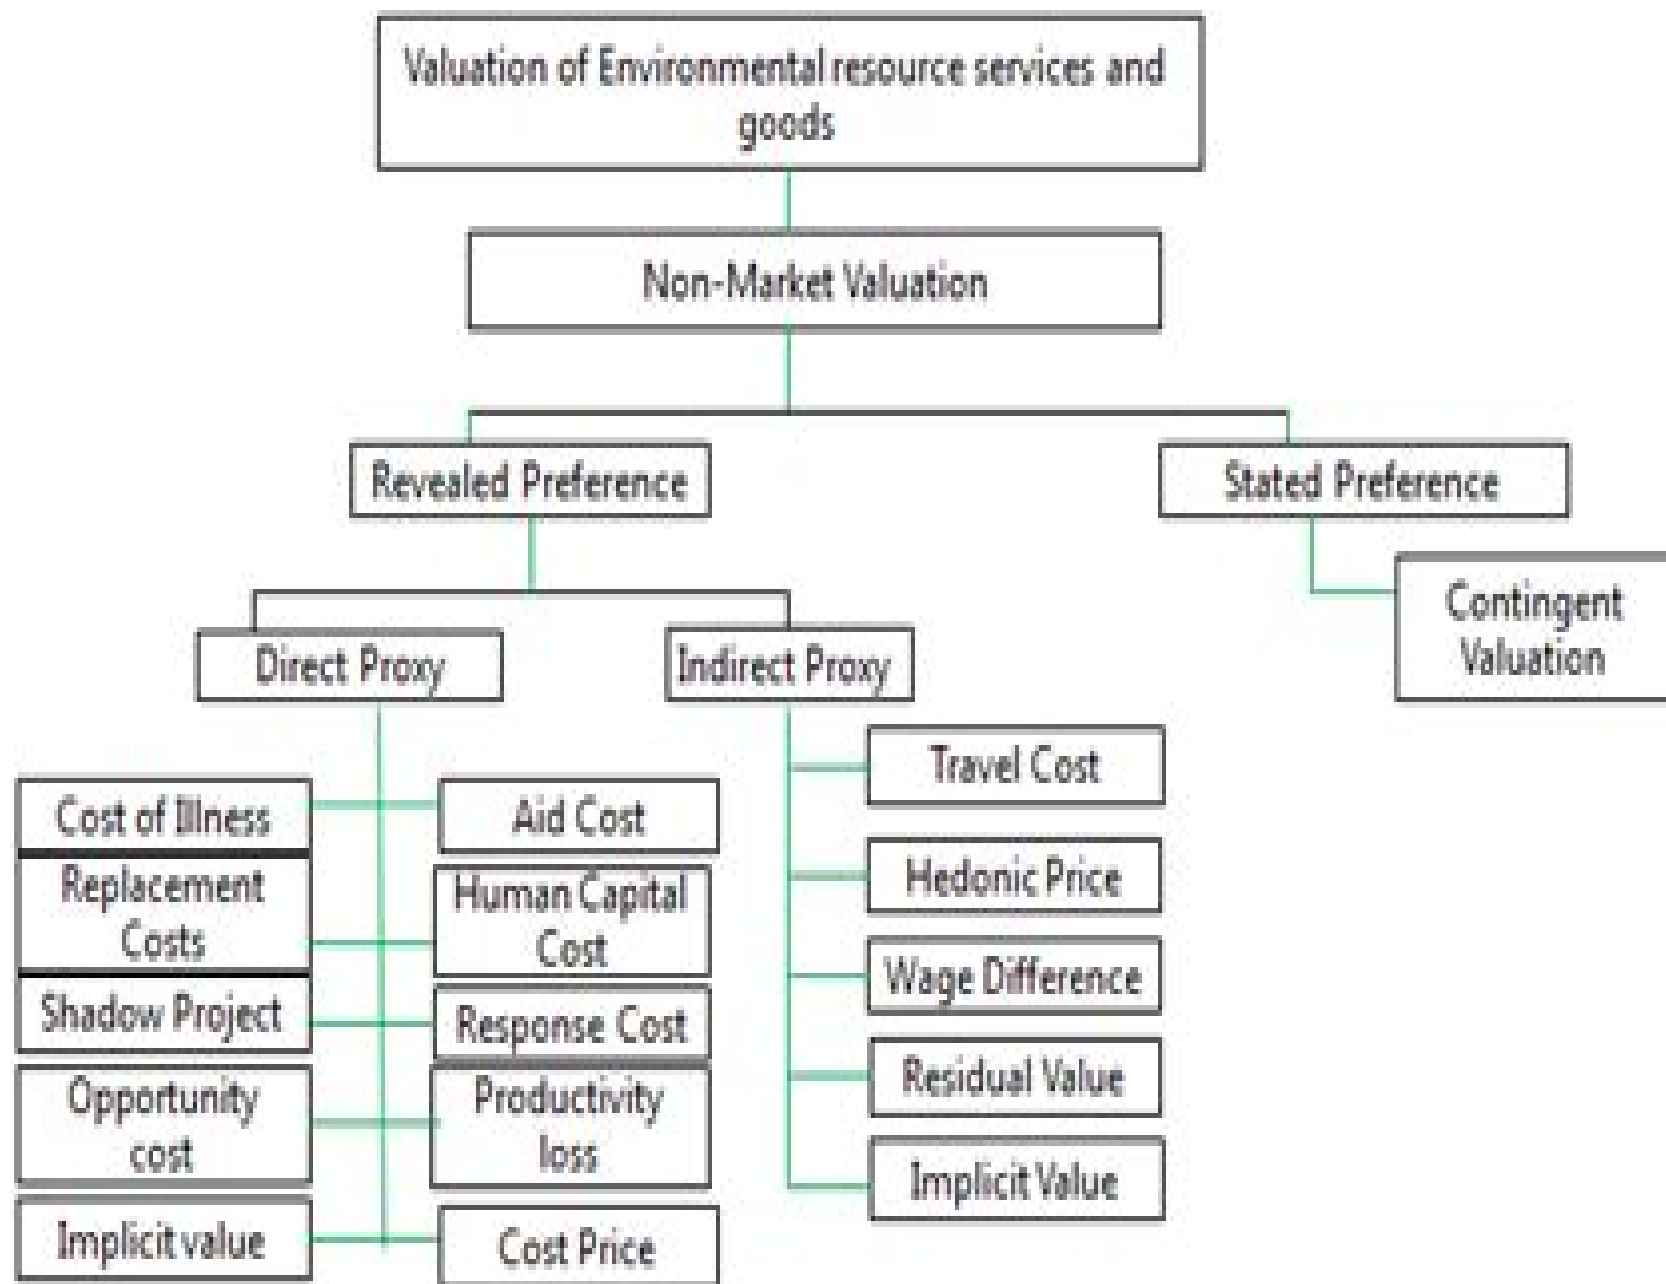 Valuation of Environmental resource services and
goods
Non-Market Valuation
Revealed Preference
Stated Preference
Contingent
Valuation
Direct Proxy
Indirect Proxy
Cost of Illness
Replacement
Costs
Shadow Project
Opportunity
cost
Implicit value
Aid Cost
Human Capital
Cost
Response Cost
Productivity
loss
Cost Price
Travel Cost
Hedonic Price
Wage Difference
Residual Value
Implicit Value